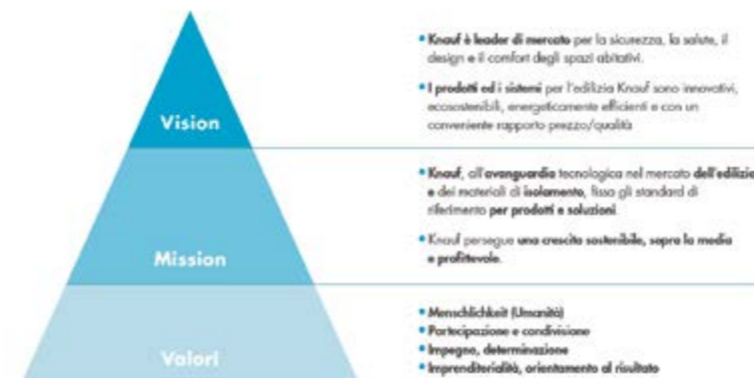 Vision
• Knauf è leader di mercato per la sicurezza, la salute, il
design e il comfort degli spazi abitativi.
• I prodotti ed i sistemi per l'edilizia Knauf sono innovativi,
ecosostenibili, energeticamente efficienti e con un
conveniente rapporto prezzo/qualità
Mission
• Knauf, all'avanguardia tecnologica nel mercato dell'edilizia
e dei materiali di isolamento, fissa gli standard di
riferimento per prodotti e soluzioni.
• Knauf persegue una crescita sostenibile, sopra la media
e profittevole.
Valori
• Menschlichkeit (Umanità)
• Partecipazione e condivisione
• Impegno, determinazione
• Imprenditorialità, orientamento al risultato